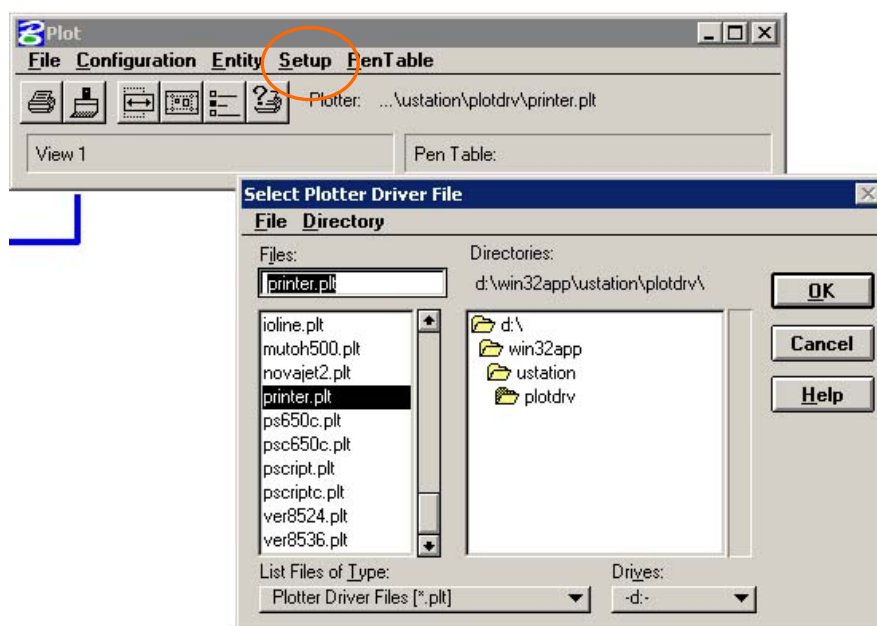 Plot
File Configuration Entity Setup PenTable
Plotter: ...\ustation\plotdrv\printer.plt
View 1
Pen Table:
Select Plotter Driver File
File Directory
Files:
printer.plt
ioline.plt
mutoh500.plt
novajet2.plt
printer.plt
ps650c.plt
psc650c.plt
pscript.plt
pscriptc.plt
ver8524.plt
ver8536.plt
List Files of Type:
Plotter Driver Files [*.plt]
Directories:
d:\win32app\ustation\plotdrv\
d:\
win32app
ustation
plotdrv
Drives:
-d:-
OK
Cancel
Help